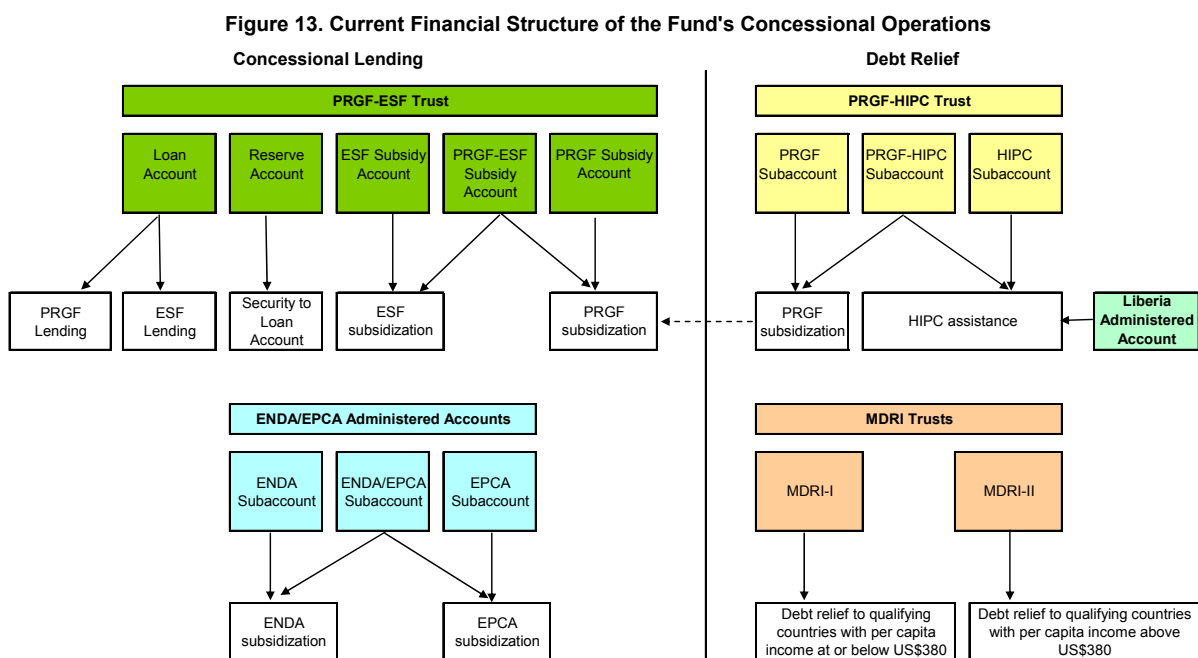 Figure 13. Current Financial Structure of the Fund's Concessional Operations
Concessional Lending
Debt Relief
PRGF-ESF Trust
PRGF-HIPC Trust
Loan
Account
Reserve
Account
ESF Subsidy
Account
PRGF-ESF
Subsidy
Account
PRGF Subsidy
Account
PRGF
Subaccount
PRGF-HIPC
Subaccount
HIPC
Subaccount
PRGF
Lending
ESF
Lending
Security to
Loan
Account
ESF
subsidization
PRGF
subsidization
PRGF
subsidization
HIPC assistance
Liberia
Administered
Account
ENDA/EPCA Administered Accounts
MDRI Trusts
ENDA
Subaccount
ENDA/EPCA
Subaccount
EPCA
Subaccount
MDRI-I
MDRI-II
ENDA
subsidization
EPCA
subsidization
Debt relief to qualifying
countries with per capita
income at or below US$380
Debt relief to qualifying countries
with per capita income above
US$380